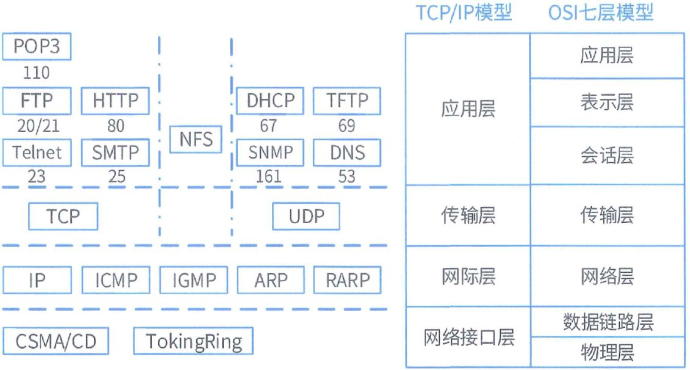 TCP/IP模型 OSI七层模型
POP3
110
FTP HTTP DHCP TFTP
20/21 80 67 69
NFS
Telnet SMTP SNMP DNS
23 25 161 53
TCP UDP
IP ICMP IGMP ARP RARP
CSMA/CD TokingRing
应用层 传输层 网际层 网络接口层
应用层
表示层
会话层
传输层
网络层
数据链路层
物理层